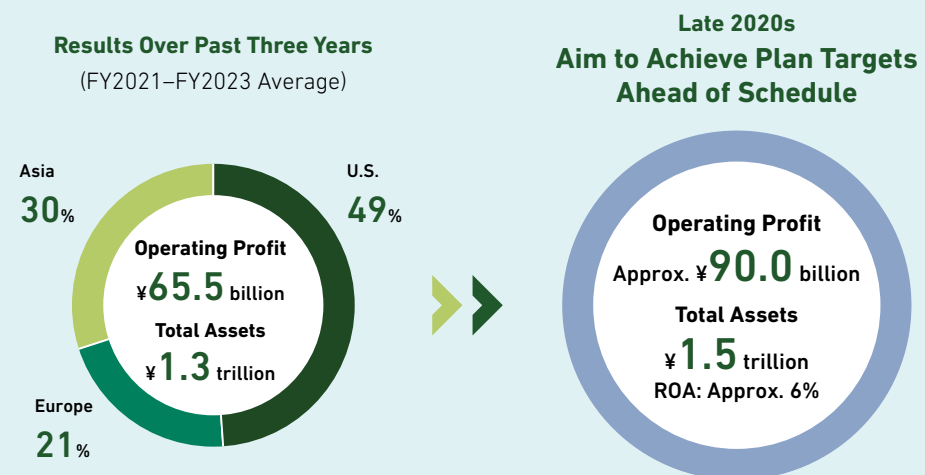 Results Over Past Three Years
(FY2021–FY2023 Average)
Asia
30%
U.S.
49%
Operating Profit
¥65.5 billion
Total Assets
¥1.3 trillion
Europe
21%
Late 2020s
Aim to Achieve Plan Targets
Ahead of Schedule
Operating Profit
Approx. ¥90.0 billion
Total Assets
¥1.5 trillion
ROA: Approx. 6%